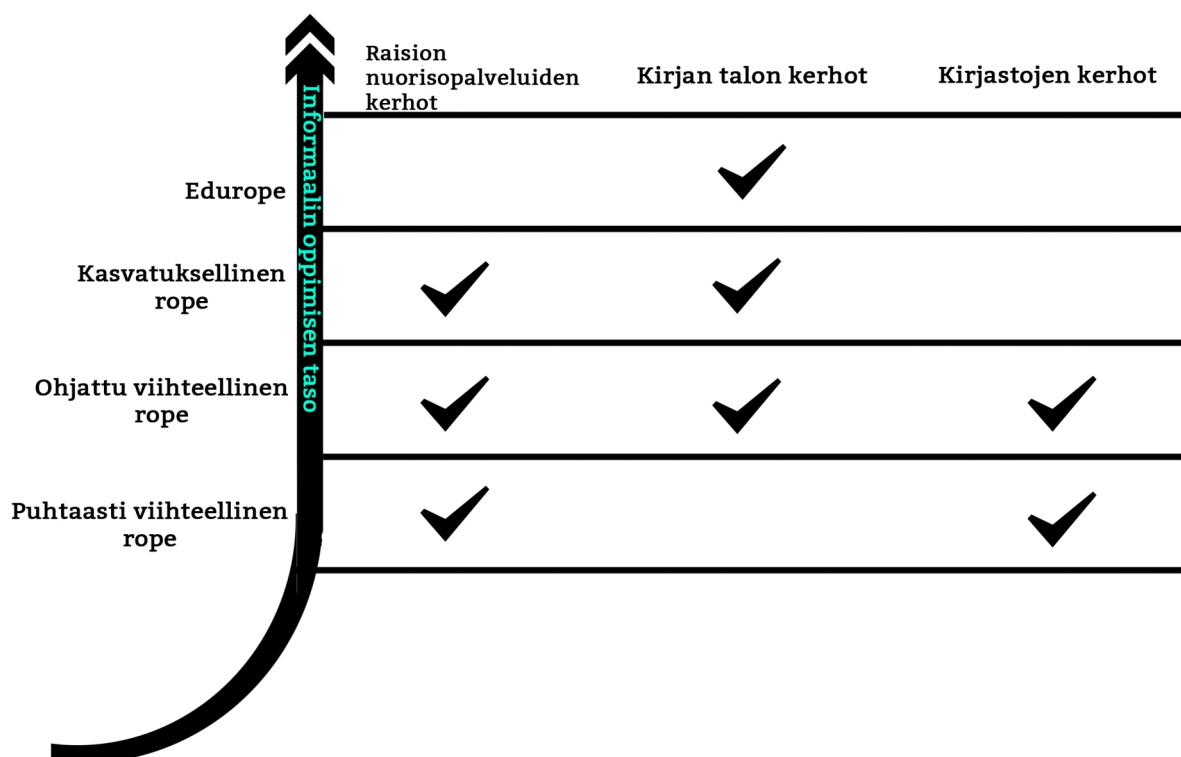 Raision
nuorisopalveluiden
kerhot
Kirjan talon kerhot
Kirjastojen kerhot
Informaalin oppimisen taso
Edurope
Kasvatuksellinen
rope
Ohjattu viihteellinen
rope
Puhtaasti viihteellinen
rope